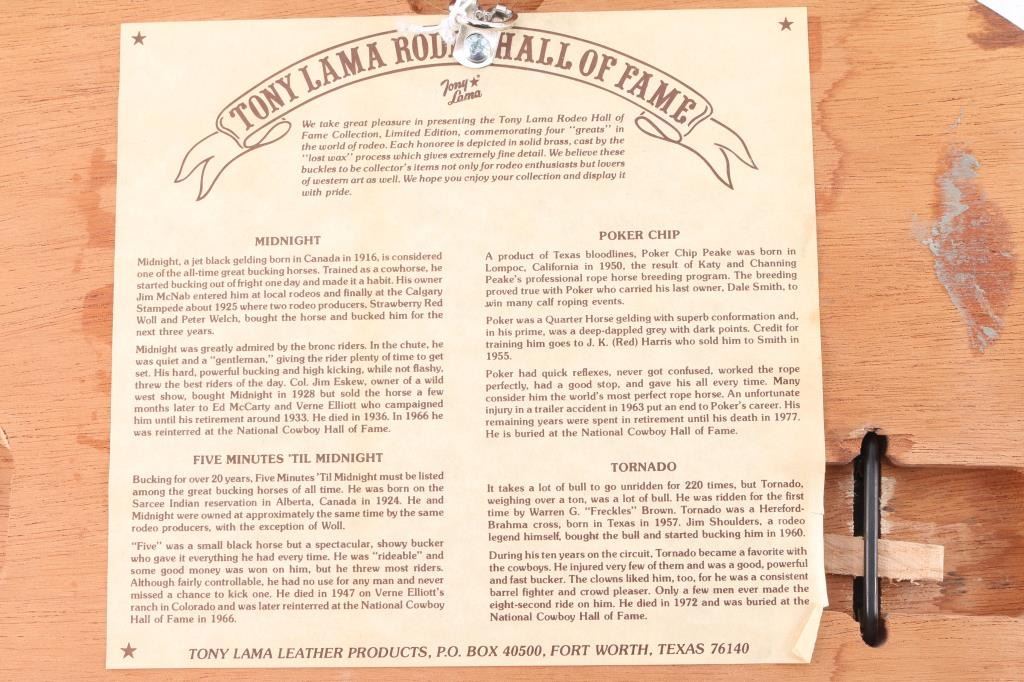 TONY LAMA RODEO HALL OF FAME
Tony Lama
We take great pleasure in presenting the Tony Lama Rodeo Hall of
Fame Collection, Limited Edition, commemorating four "greats" in
the world of rodeo. Each honoree is depicted in solid brass, cast by the
"lost wax" process which gives extremely fine detail. We believe these
buckles to be collector's items not only for rodeo enthusiasts but lovers
of western art as well. We hope you enjoy your collection and display it
with pride.
MIDNIGHT
Midnight, a jet black gelding born in Canada in 1916, is considered
one of the all-time great bucking horses. Trained as a cowhorse, he
started bucking out of fright one day and made it a habit. His owner
Jim McNab entered him at local rodeos and finally at the Calgary
Stampede about 1925 where two rodeo producers, Strawberry Red
Woll and Peter Welch, bought the horse and bucked him for the
next three years.
Midnight was greatly admired by the bronc riders. In the chute, he
was quiet and a "gentleman," giving the rider plenty of time to get
set. His hard, powerful bucking and high kicking, while not flashy,
threw the best riders of the day. Col. Jim Eskew, owner of a wild
west show, bought Midnight in 1928 but sold the horse a few
months later to Ed McCarty and Verne Elliott who campaigned
him until his retirement around 1933. He died in 1936. In 1966 he
was reinterred at the National Cowboy Hall of Fame.
FIVE MINUTES 'TIL MIDNIGHT
Bucking for over 20 years, Five Minutes 'Til Midnight must be listed
among the great bucking horses of all time. He was born on the
Sarcee Indian reservation in Alberta, Canada in 1924. He and
Midnight were owned at approximately the same time by the same
rodeo producers, with the exception of Woll.
"Five" was a small black horse but a spectacular, showy bucker
who gave it everything he had every time. He was "rideable" and
some good money was won on him, but he threw most riders.
Although fairly controllable, he had no use for any man and never
missed a chance to kick one. He died in 1947 on Verne Elliott's
ranch in Colorado and was later reinterred at the National Cowboy
Hall of Fame in 1966.
POKER CHIP
A product of Texas bloodlines, Poker Chip Peake was born in
Lompoc, California in 1950, the result of Katy and Channing
Peake's professional rope horse breeding program. The breeding
proved true with Poker who carried his last owner, Dale Smith, to
win many calf roping events.
Poker was a Quarter Horse gelding with superb conformation and,
in his prime, was a deep-dappled grey with dark points. Credit for
training him goes to J. K. (Red) Harris who sold him to Smith in
1955.
Poker had quick reflexes, never got confused, worked the rope
perfectly, had a good stop, and gave his all every time. Many
consider him the world's most perfect rope horse. An unfortunate
injury in a trailer accident in 1963 put an end to Poker's career. His
remaining years were spent in retirement until his death in 1977.
He is buried at the National Cowboy Hall of Fame.
TORNADO
It takes a lot of bull to go unridden for 220 times, but Tornado,
weighing over a ton, was a lot of bull. He was ridden for the first
time by Warren G. "Freckles" Brown. Tornado was a Hereford-
Brahma cross, born in Texas in 1957. Jim Shoulders, a rodeo
legend himself, bought the bull and started bucking him in 1960.
During his ten years on the circuit, Tornado became a favorite with
the cowboys. He injured very few of them and was a good, powerful
and fast bucker. The clowns liked him, too, for he was a consistent
barrel fighter and crowd pleaser. Only a few men ever made the
eight-second ride on him. He died in 1972 and was buried at the
National Cowboy Hall of Fame.
TONY LAMA LEATHER PRODUCTS, P.O. BOX 40500, FORT WORTH, TEXAS 76140